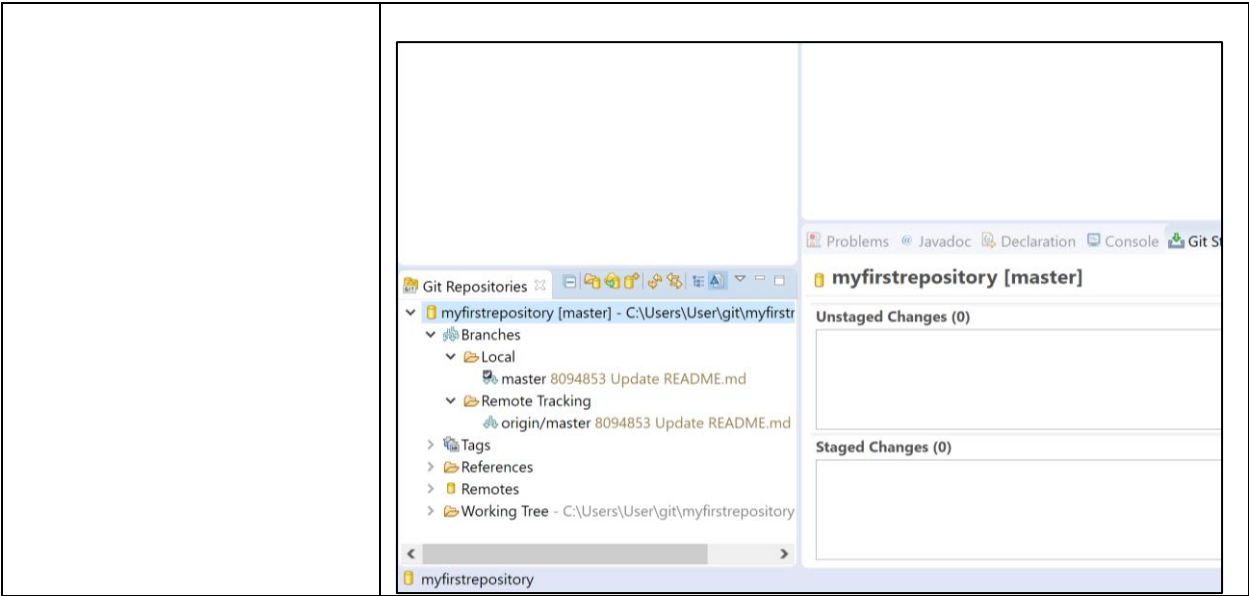 Problems Javadoc Declaration Console Git S
Git Repositories
myfirstrepository [master]
myfirstrepository [master] - C:\Users\User\git\myfirstr
Unstaged Changes (0)
Branches
Local
master 8094853 Update README.md
Remote Tracking
origin/master 8094853 Update README.md
Tags
Staged Changes (0)
References
Remotes
Working Tree - C:\Users\User\git\myfirstrepository
myfirstrepository